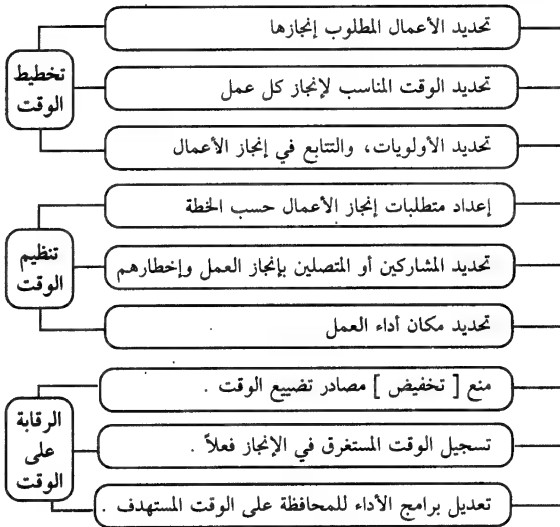 تحديد الأعمال المطلوب إنجازها
تحديد الوقت المناسب لإنجاز كل عمل
تحديد الأولويات، والتتابع في إنجاز الأعمال
تخطيط
الوقت
إعداد متطلبات إنجاز الأعمال حسب الخطة
تحديد المشاركين أو المتصلين بإنجاز العمل وإخطارهم
تحديد مكان أداء العمل
تنظيم
الوقت
منع [ تخفيض ] مصادر تضييع الوقت .
تسجيل الوقت المستغرق في الإنجاز فعلاً .
تعديل برامج الأداء للمحافظة على الوقت المستهدف .
الرقابة
على
الوقت